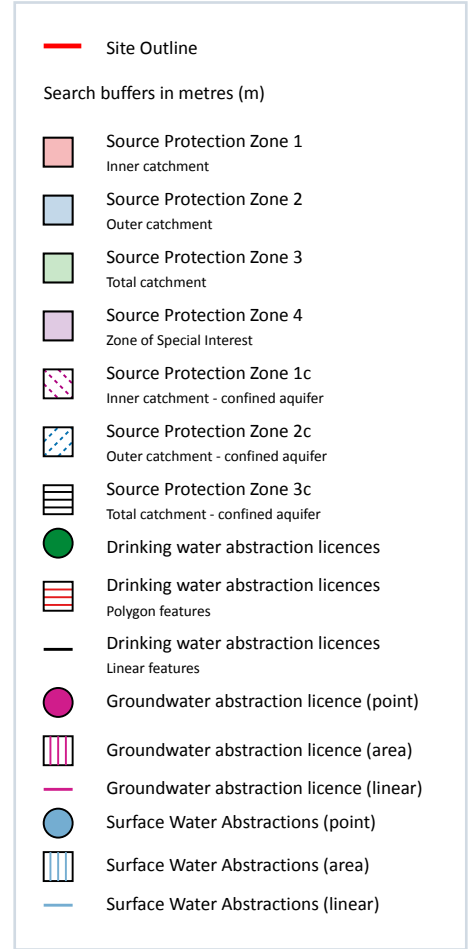 Site Outline
Search buffers in metres (m)
Source Protection Zone 1
Inner catchment
Source Protection Zone 2
Outer catchment
Source Protection Zone 3
Total catchment
Source Protection Zone 4
Zone of Special Interest
Source Protection Zone 1c
Inner catchment - confined aquifer
Source Protection Zone 2c
Outer catchment - confined aquifer
Source Protection Zone 3c
Total catchment - confined aquifer
Drinking water abstraction licences
Drinking water abstraction licences
Polygon features
Drinking water abstraction licences
Linear features
Groundwater abstraction licence (point)
Groundwater abstraction licence (area)
Groundwater abstraction licence (linear)
Surface Water Abstractions (point)
Surface Water Abstractions (area)
Surface Water Abstractions (linear)